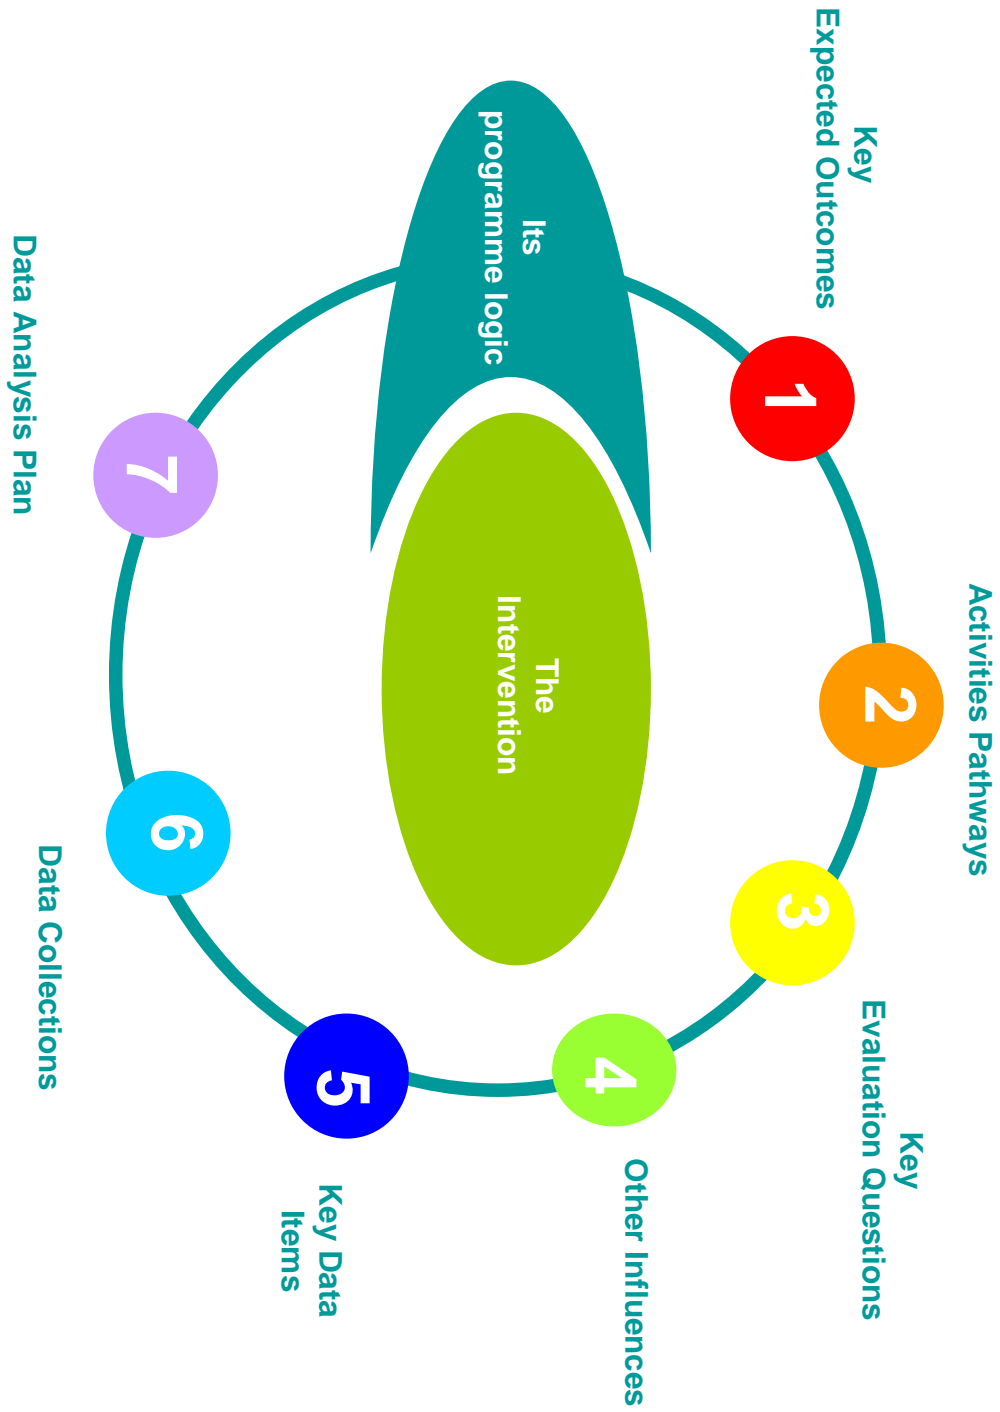 Its
programme logic
The
Intervention
1
Key
Expected Outcomes
2
Activities Pathways
3
Key
Evaluation Questions
4
Other Influences
5
Key Data
Items
6
Data Collections
7
Data Analysis Plan